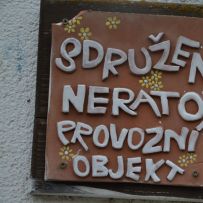 SDRUŽEN
NERATO
PROVOZNÍ
OBJEKT